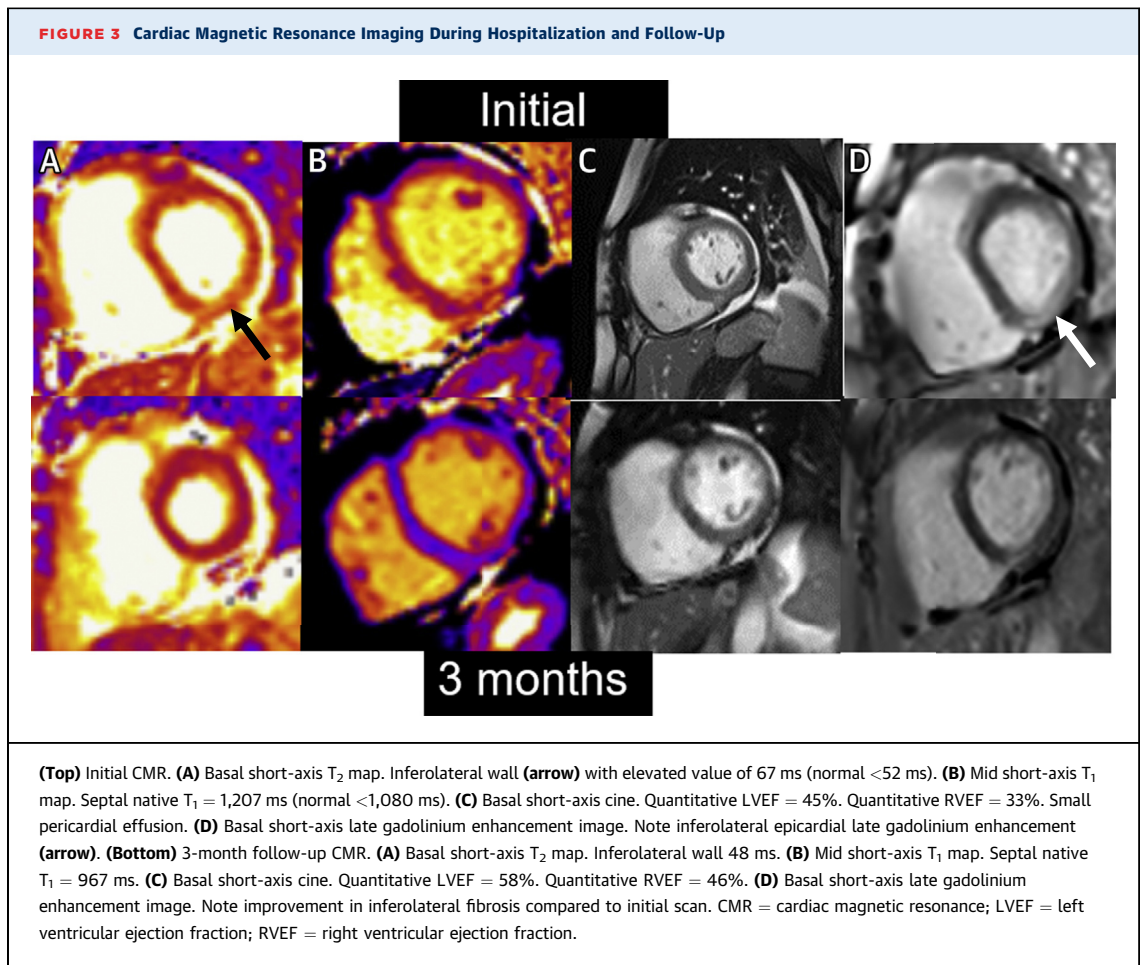 FIGURE 3 Cardiac Magnetic Resonance Imaging During Hospitalization and Follow-Up
Initial
A B C D
3 months
(Top) Initial CMR. (A) Basal short-axis T2 map. Inferolateral wall (arrow) with elevated value of 67 ms (normal <52 ms). (B) Mid short-axis T1
map. Septal native T1 = 1,207 ms (normal <1,080 ms). (C) Basal short-axis cine. Quantitative LVEF = 45%. Quantitative RVEF = 33%. Small
pericardial effusion. (D) Basal short-axis late gadolinium enhancement image. Note inferolateral epicardial late gadolinium enhancement
(arrow). (Bottom) 3-month follow-up CMR. (A) Basal short-axis T2 map. Inferolateral wall 48 ms. (B) Mid short-axis T1 map. Septal native
T1 = 967 ms. (C) Basal short-axis cine. Quantitative LVEF = 58%. Quantitative RVEF = 46%. (D) Basal short-axis late gadolinium
enhancement image. Note improvement in inferolateral fibrosis compared to initial scan. CMR = cardiac magnetic resonance; LVEF = left
ventricular ejection fraction; RVEF = right ventricular ejection fraction.